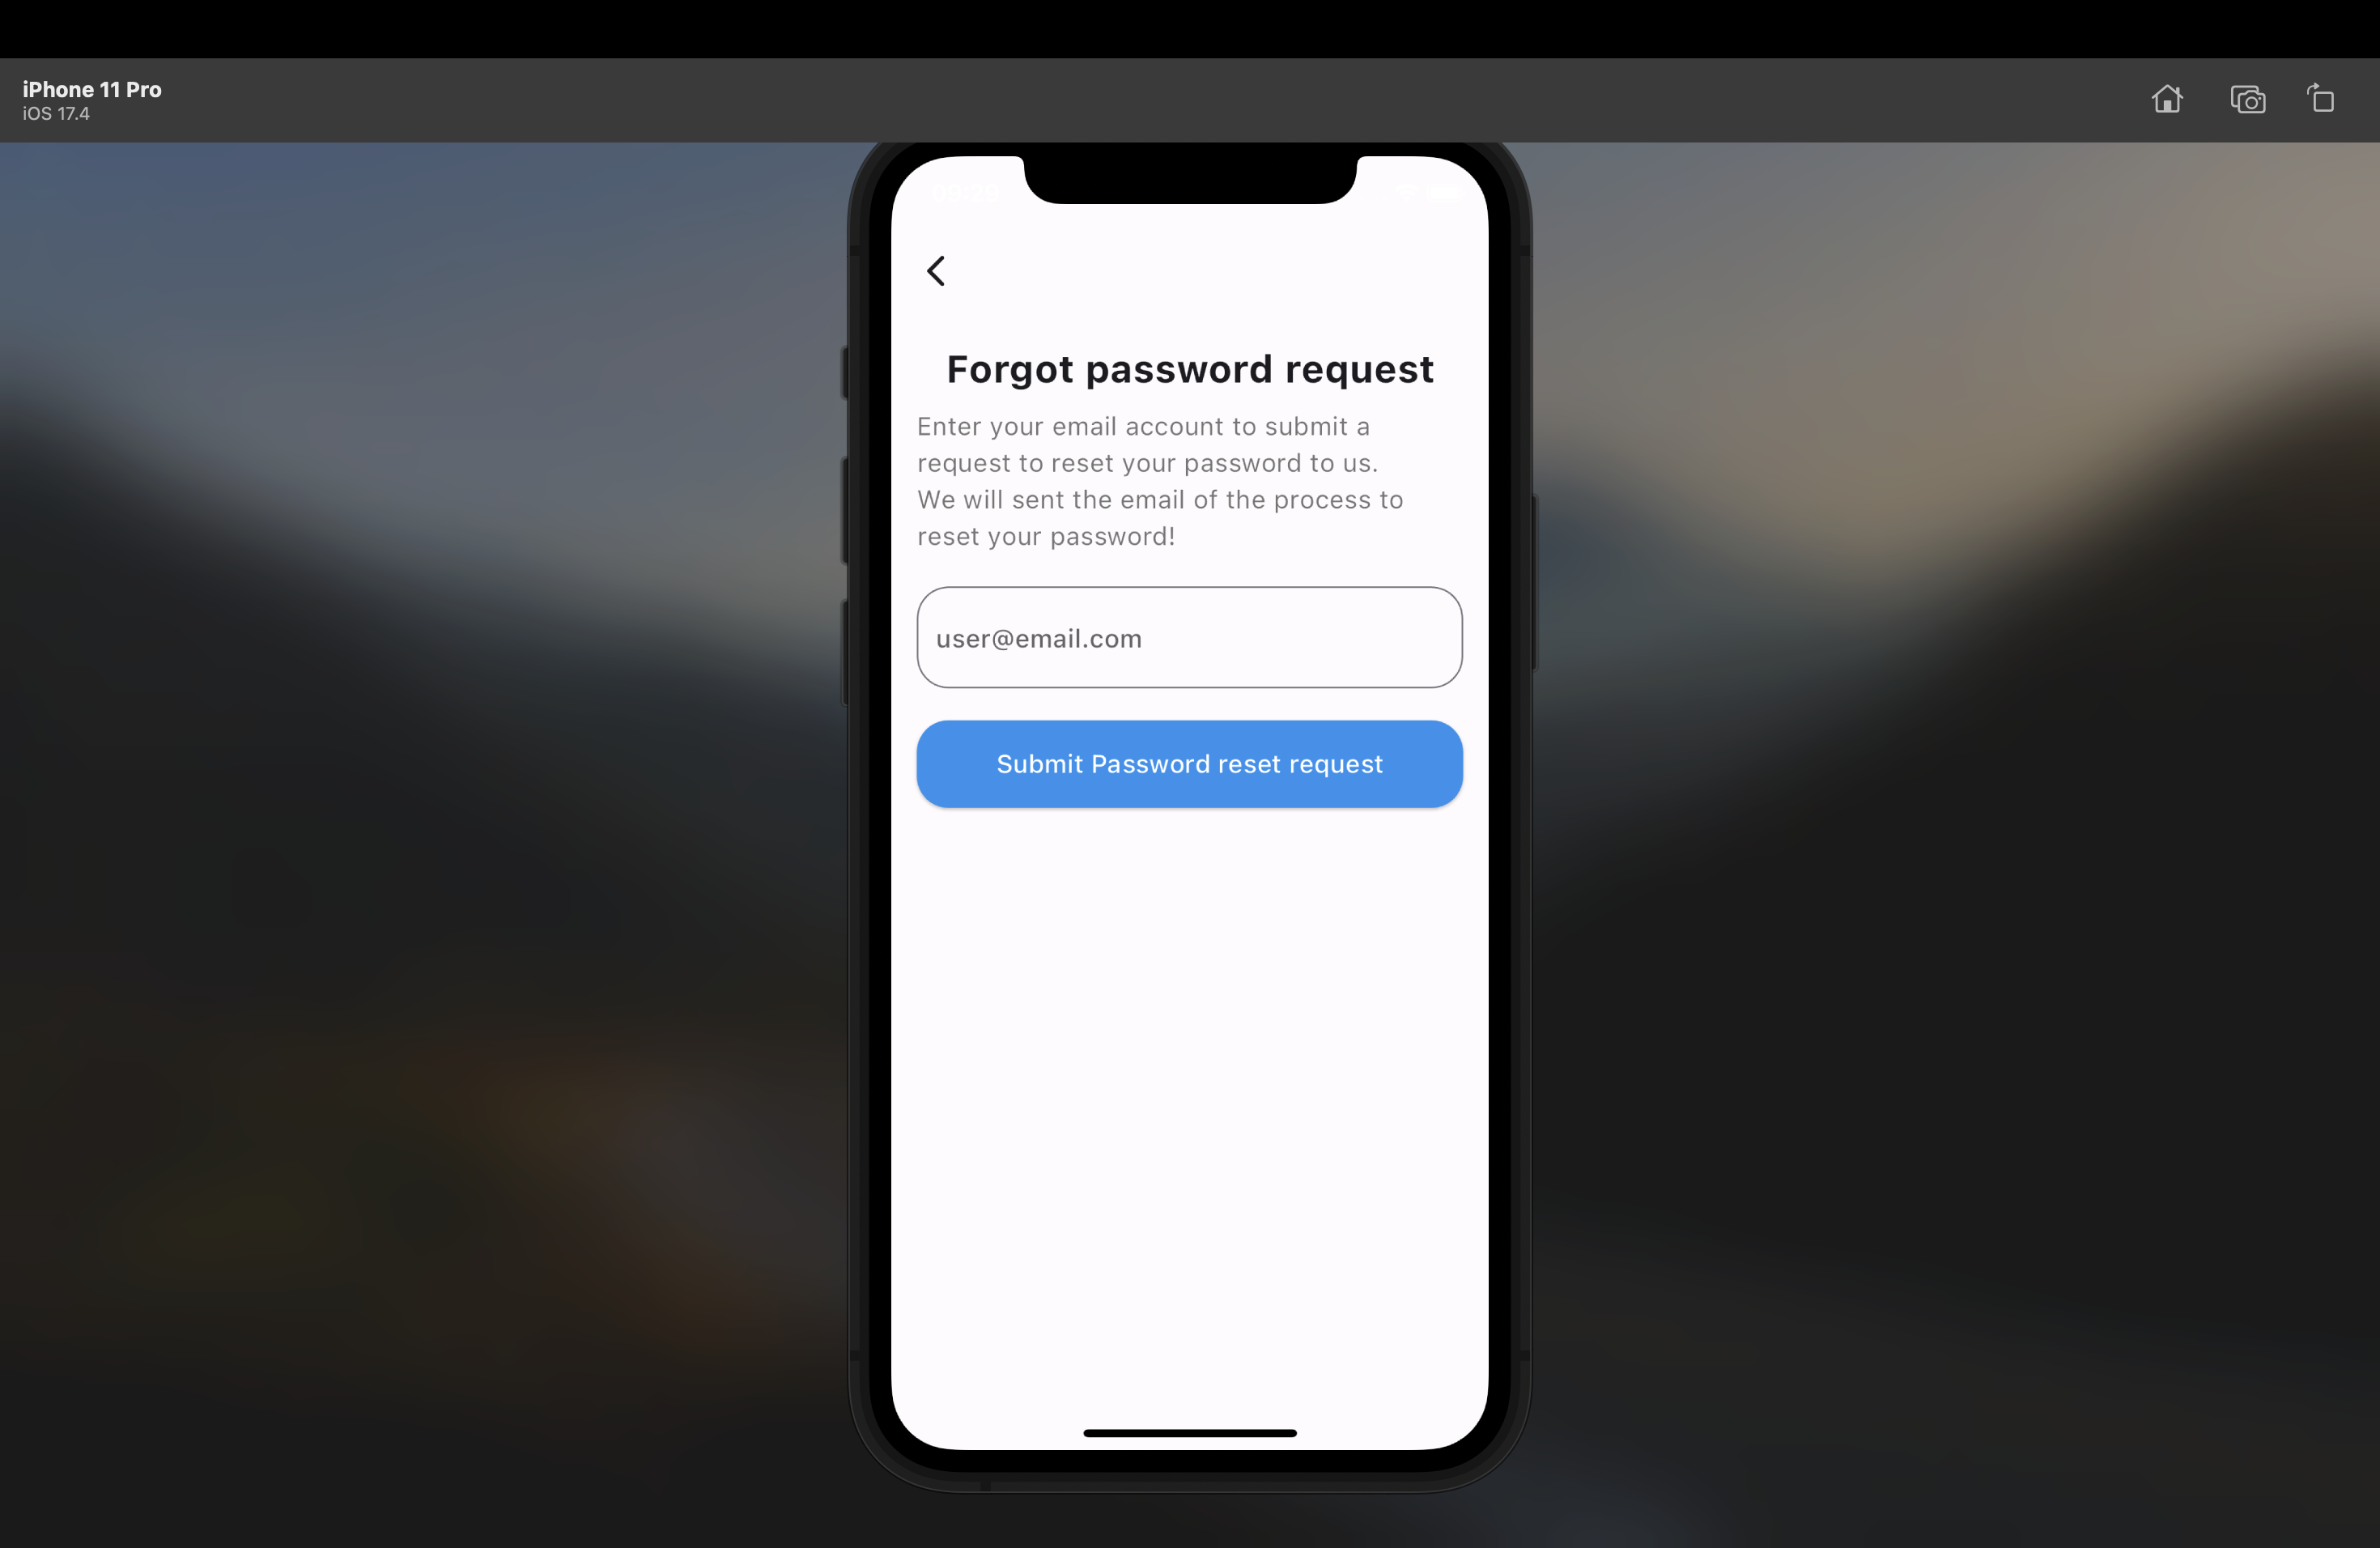 iPhone 11 Pro
iOS 17.4
Forgot password request
Enter your email account to submit a
request to reset your password to us.
We will sent the email of the process to
reset your password!
user@email.com
Submit Password reset request